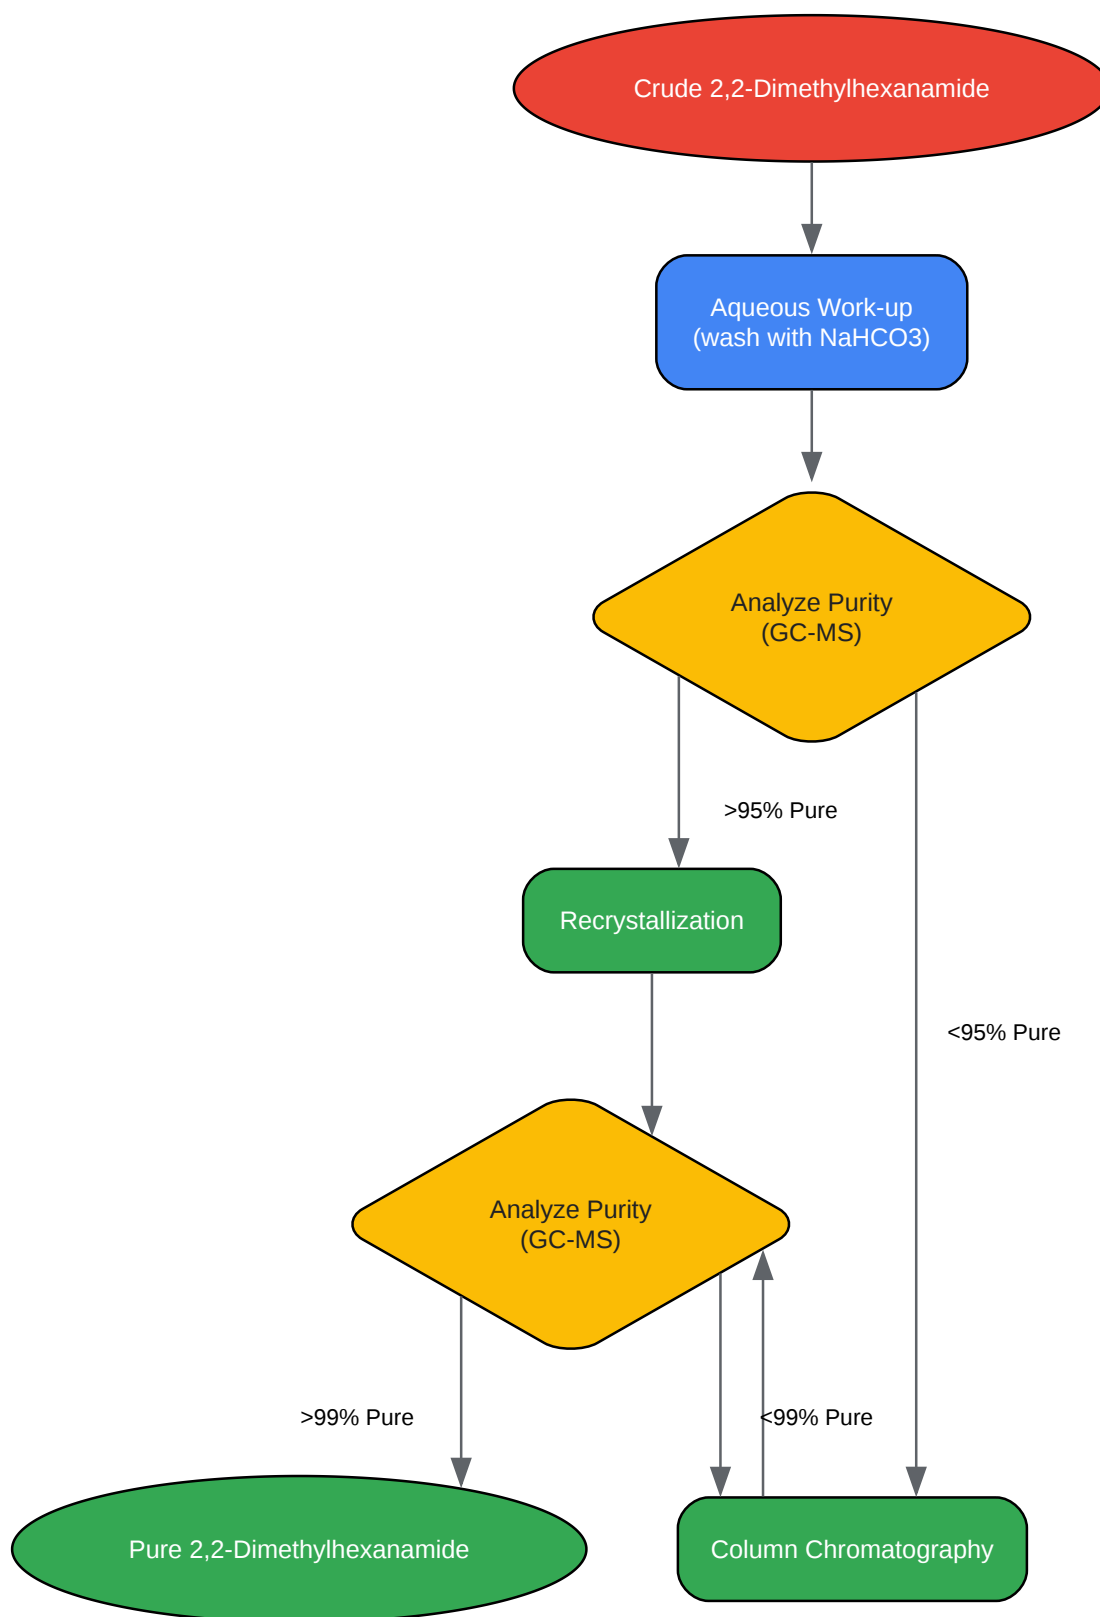 Crude 2,2-Dimethylhexanamide
Aqueous Work-up
(wash with NaHCO3)
Analyze Purity
(GC-MS)
>95% Pure
Recrystallization
<95% Pure
Analyze Purity
(GC-MS)
>99% Pure
<99% Pure
Pure 2,2-Dimethylhexanamide
Column Chromatography